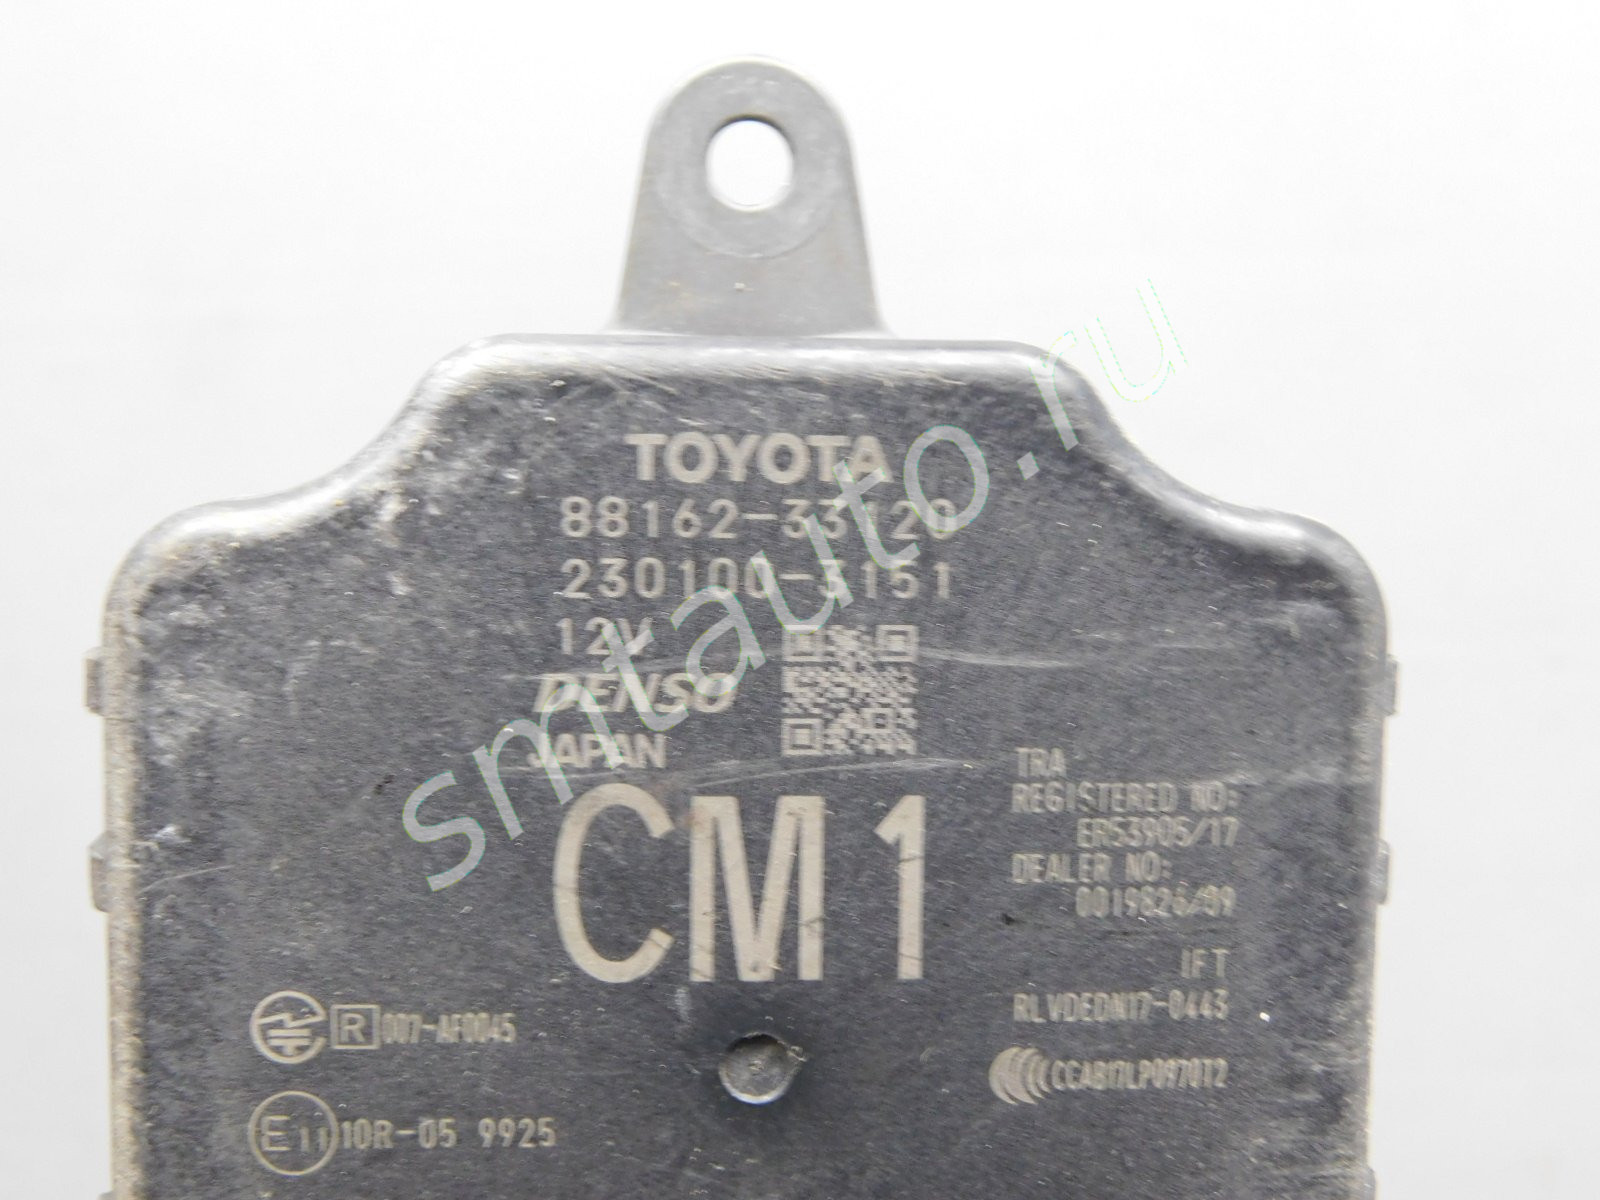 TOYOTA
88162-33120
230100-3151
12V
DENSO
JAPAN
CM1
TRA
REGISTERED NO:
ER53905/17
DEALER NO:
0019826/09
IFT
RLVDEDN17-0443
CCAB17LP0970T2
R 007-AF0045
E11 10R-05 9925
smtauto.ru